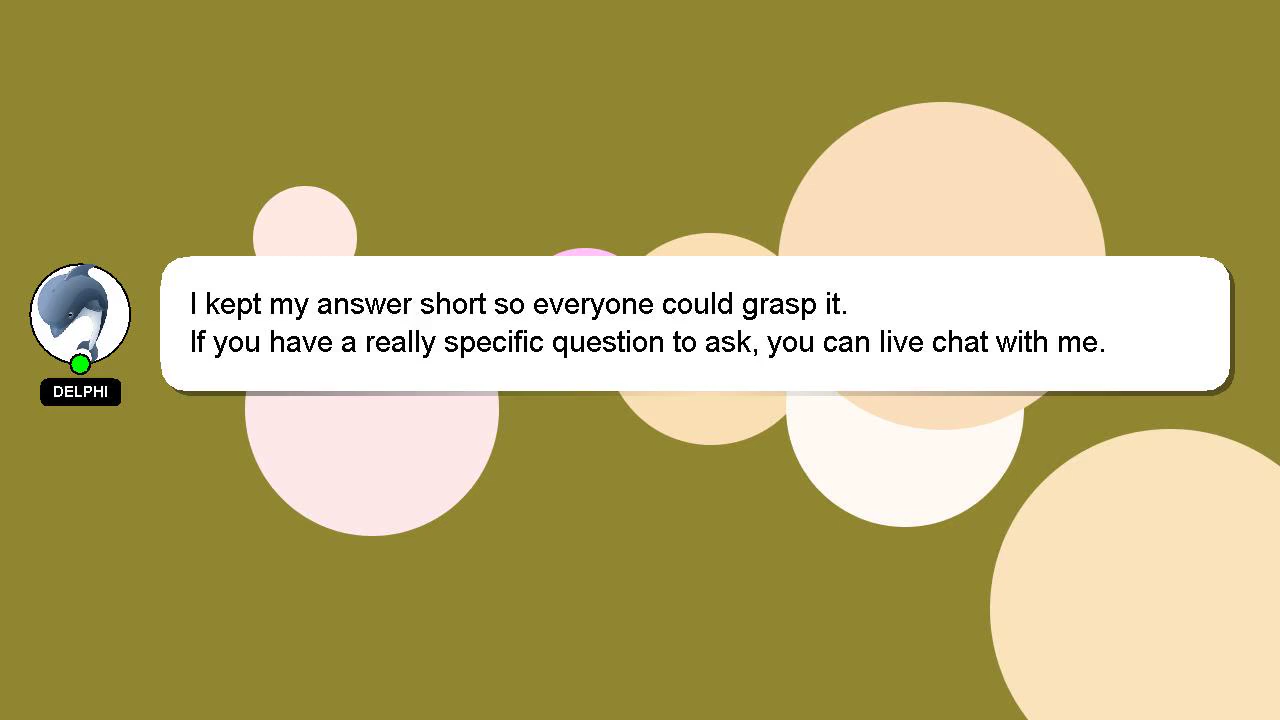 I kept my answer short so everyone could grasp it.
If you have a really specific question to ask, you can live chat with me.
DELPHI